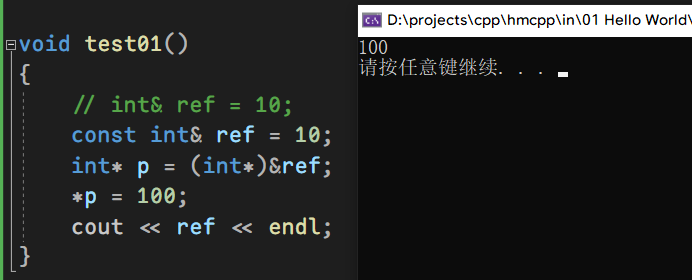 void test01()
{
// int& ref = 10;
const int& ref = 10;
int* p = (int*)&ref;
*p = 100;
cout << ref << endl;
}
D:\projects\cpp\hmcpp\in\01 Hello World\
100
请按任意键继续. . .